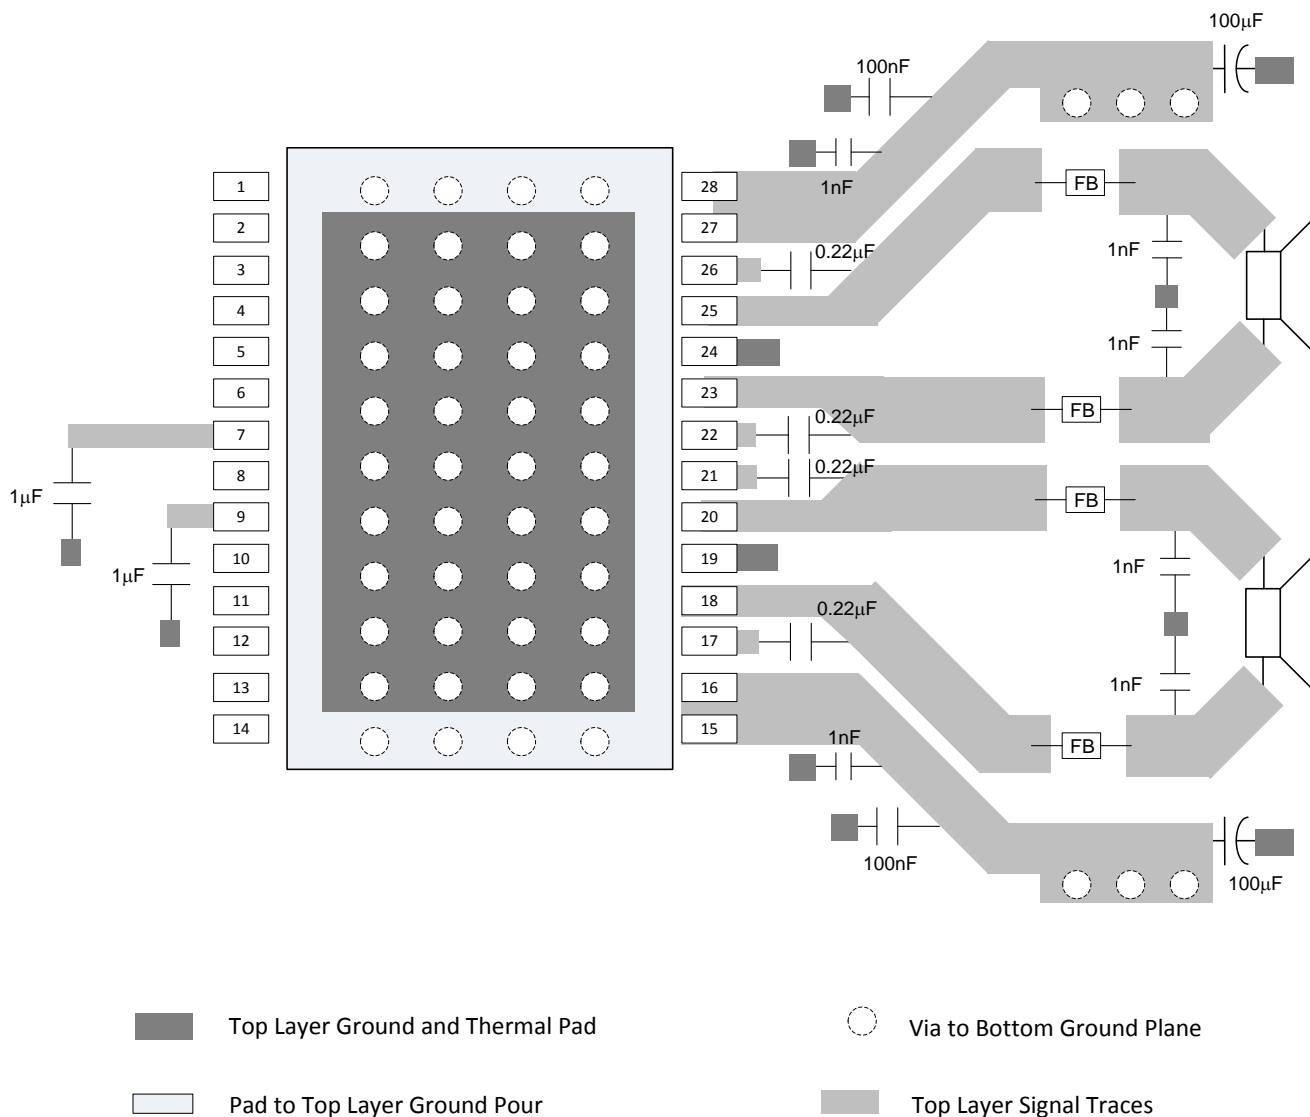 100µF
100nF
1nF
1 28
2 27
3 26
0.22µF
4 25
5 24
6 23
7 22
0.22µF
8 21
0.22µF
9 20
10 19
11 18
12 17
0.22µF
13 16
14 15
FB
1nF
1nF
FB
FB
1nF
1nF
FB
1µF
1µF
1nF
100nF
100µF
Top Layer Ground and Thermal Pad
Via to Bottom Ground Plane
Pad to Top Layer Ground Pour
Top Layer Signal Traces